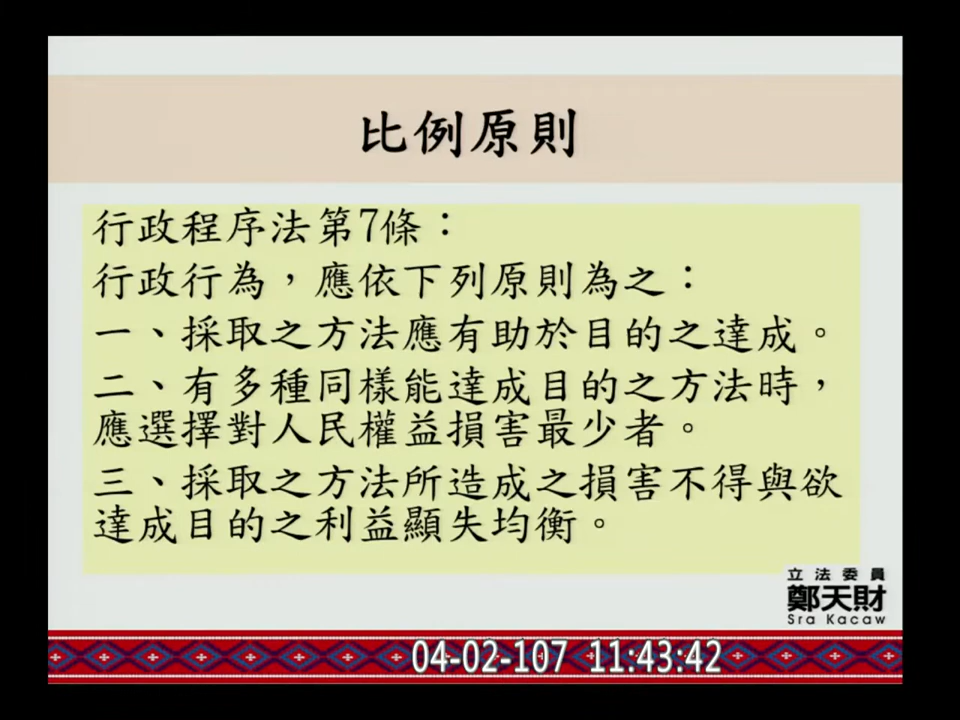 比例原則
行政程序法第7條：
行政行為，應依下列原則為之：
一、採取之方法應有助於目的之達成。
二、有多種同樣能達成目的之方法時，
應選擇對人民權益損害最少者。
三、採取之方法所造成之損害不得與欲
達成目的之利益顯失均衡。
立法委員
鄭天財
Sra Kacaw
04-02-107 11:43:42